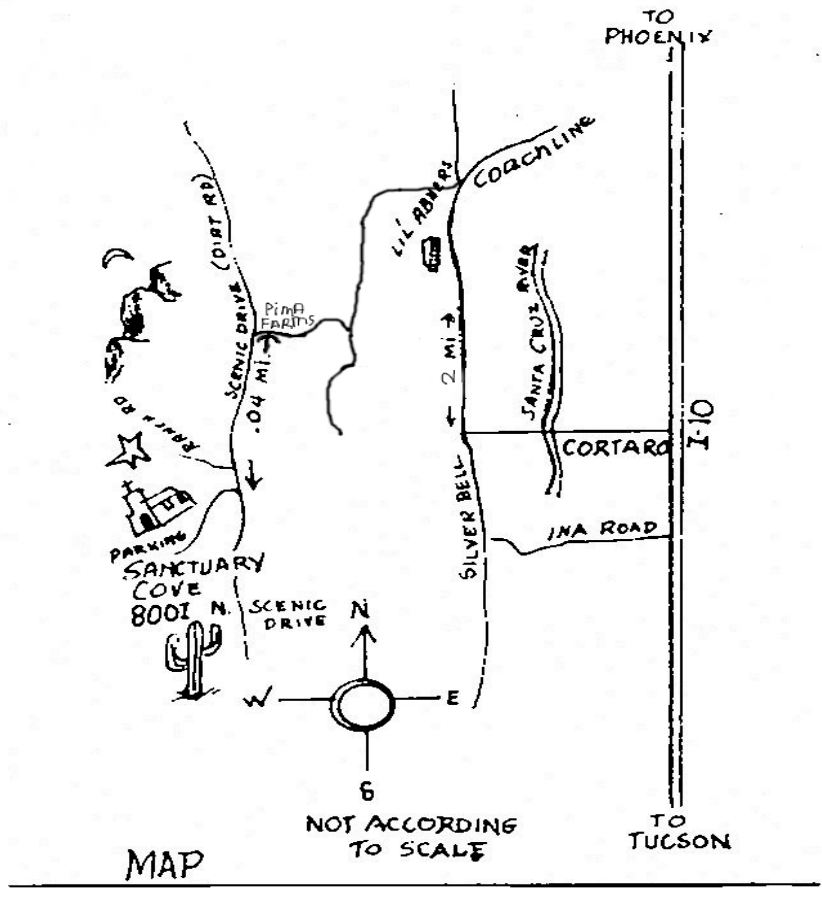 TO
PHOENIX
COACHLINE
LIL' ABNERS
SCENIC DRIVE (DIRT RD)
PIMA
FARMS
.04 MI.
2 MI
SANTA CRUZ RIVER
I-10
RANCH RD
CORTARO
SILVER BELL
INA ROAD
PARKING
SANCTUARY
COVE
8001 N. SCENIC
DRIVE
N
W
E
S
NOT ACCORDING
TO SCALE
TO
TUCSON
MAP